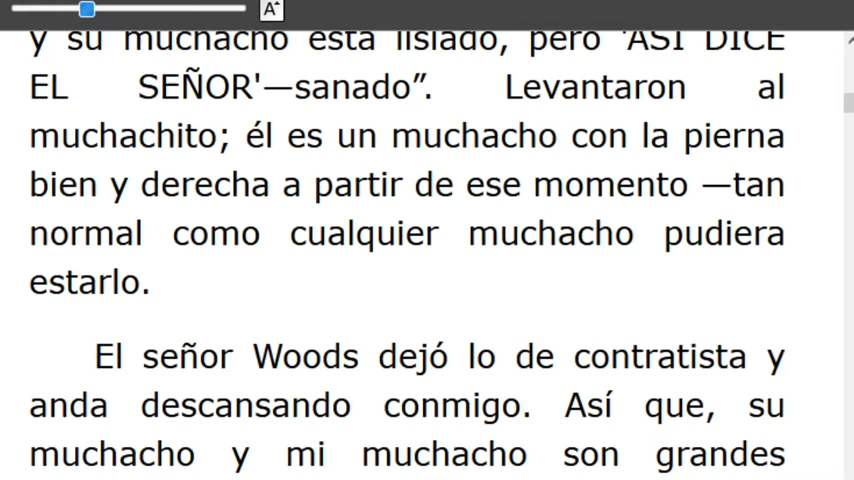 y su muchacho está lisiado, pero 'ASÍ DICE
EL SEÑOR'—sanado”. Levantaron al
muchachito; él es un muchacho con la pierna
bien y derecha a partir de ese momento —tan
normal como cualquier muchacho pudiera
estarlo.
El señor Woods dejó lo de contratista y
anda descansando conmigo. Así que, su
muchacho y mi muchacho son grandes